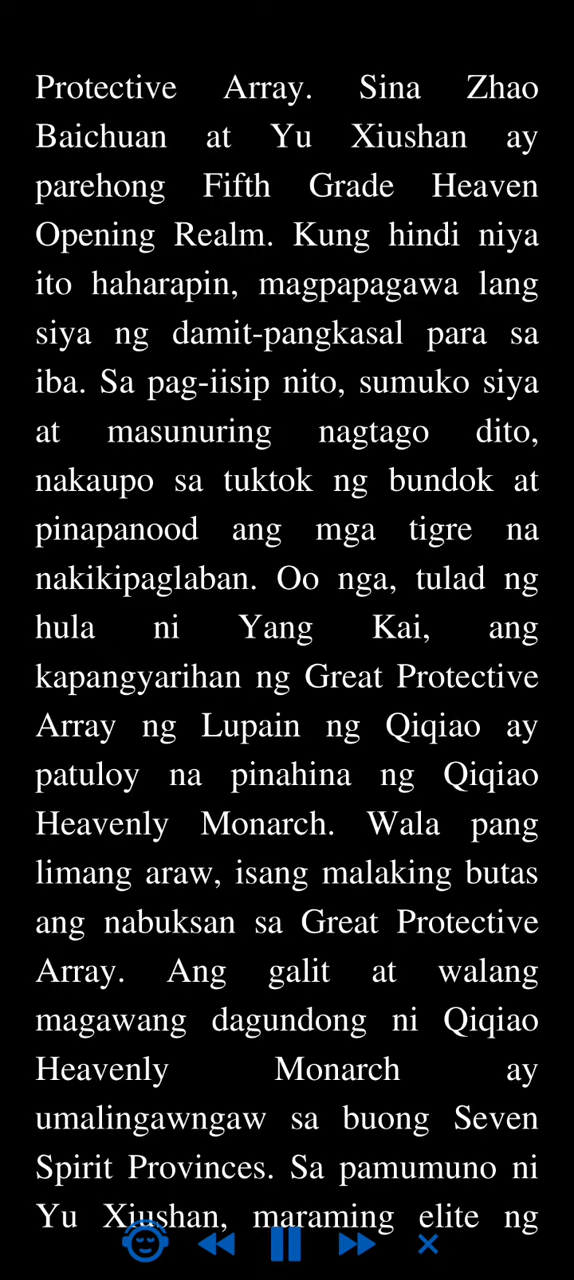 Protective Array. Sina Zhao
Baichuan at Yu Xiushan ay
parehong Fifth Grade Heaven
Opening Realm. Kung hindi niya
ito haharapin, magpapagawa lang
siya ng damit-pangkasal para sa
iba. Sa pag-iisip nito, sumuko siya
at masunuring nagtago dito,
nakaupo sa tuktok ng bundok at
pinapanood ang mga tigre na
nakikipaglaban. Oo nga, tulad ng
hula ni Yang Kai, ang
kapangyarihan ng Great Protective
Array ng Lupain ng Qiqiao ay
patuloy na pinahina ng Qiqiao
Heavenly Monarch. Wala pang
limang araw, isang malaking butas
ang nabuksan sa Great Protective
Array. Ang galit at walang
magawang dagundong ni Qiqiao
Heavenly Monarch ay
umalingawngaw sa buong Seven
Spirit Provinces. Sa pamumuno ni
Yu Xiushan, maraming elite ng